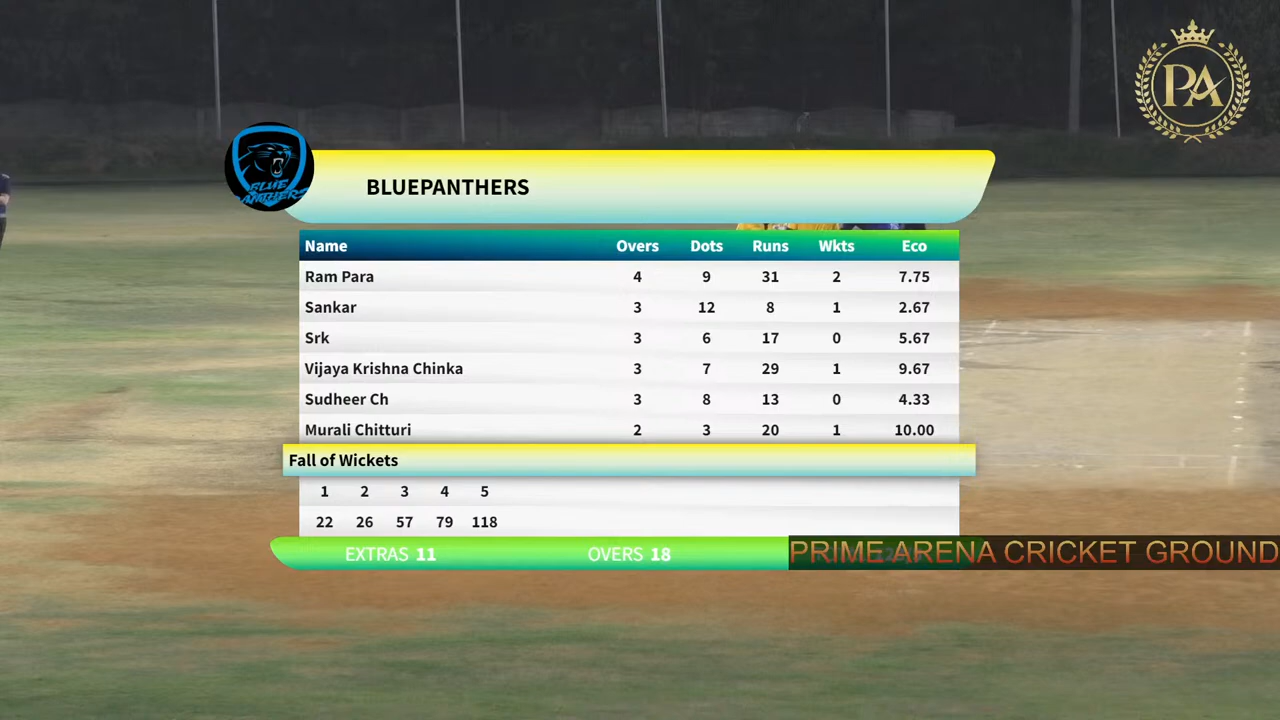 PA
BLUE
PANTHERS
BLUEPANTHERS
Name Overs Dots Runs Wkts Eco
Ram Para 4 9 31 2 7.75
Sankar 3 12 8 1 2.67
Srk 3 6 17 0 5.67
Vijaya Krishna Chinka 3 7 29 1 9.67
Sudheer Ch 3 8 13 0 4.33
Murali Chitturi 2 3 20 1 10.00
Fall of Wickets
1 2 3 4 5
22 26 57 79 118
EXTRAS 11 OVERS 18
PRIME ARENA CRICKET GROUND